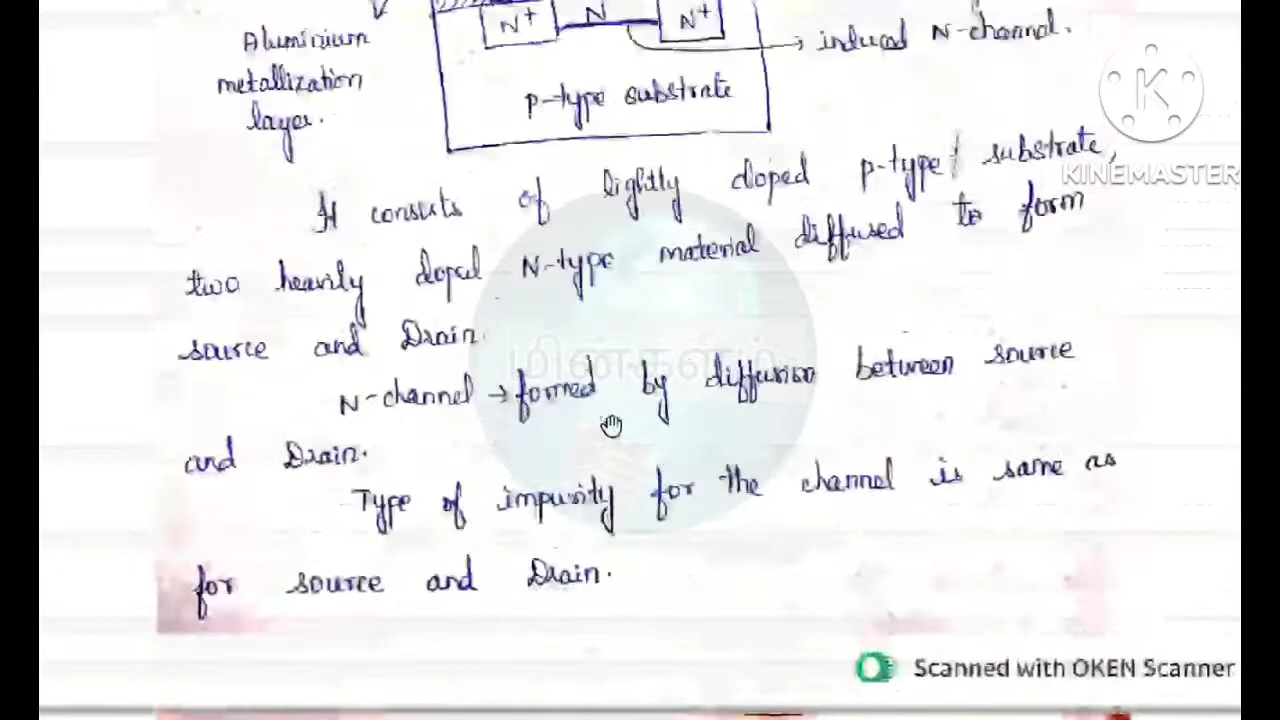 N+ N N+
Aluminium
metallization
layer.
induced N-channel.
p-type substrate
K
KINEMASTER
It consists of lightly doped p-type substrate,
two heavily doped N-type material diffused to form
source and Drain.
மின்களம்
N-channel → formed by diffusion between source
and Drain.
Type of impurity for the channel is same as
for source and Drain.
Scanned with OKEN Scanner